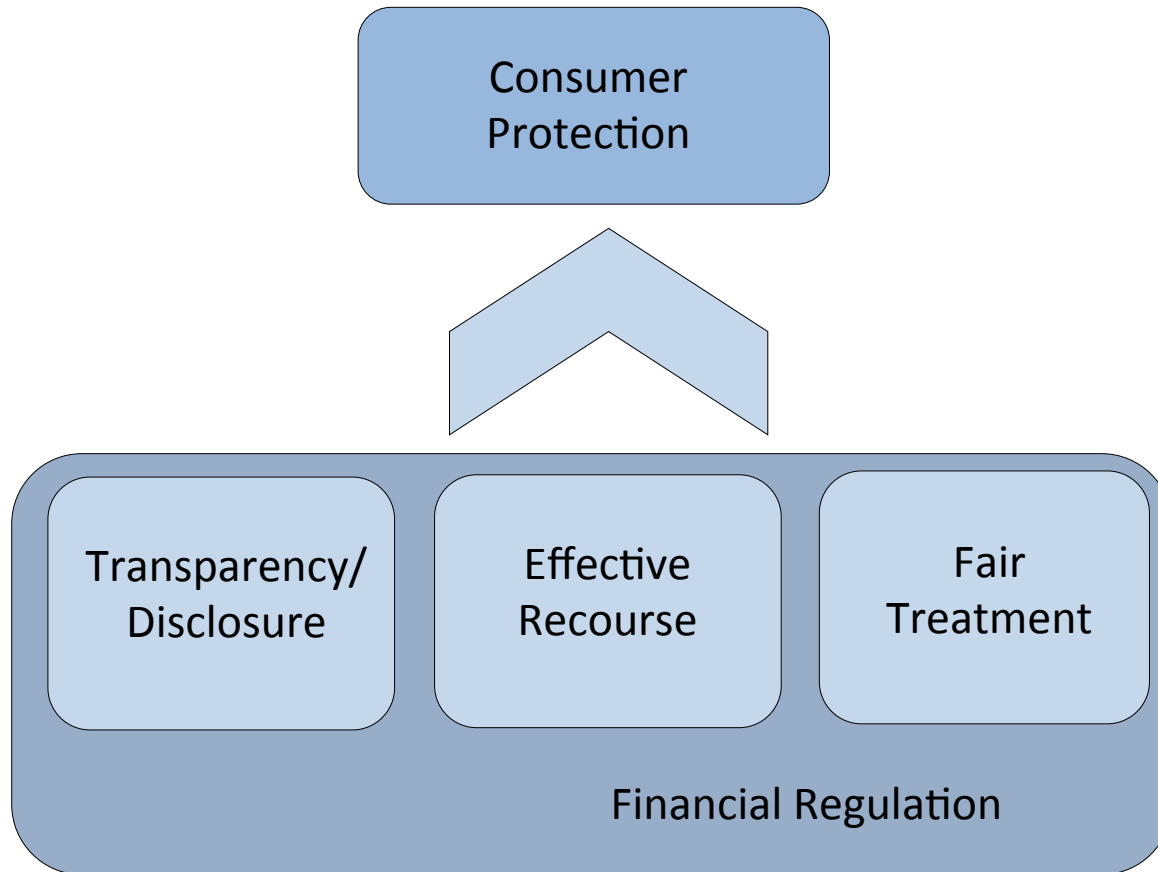 Consumer
Protection
Transparency/
Disclosure
Effective
Recourse
Fair
Treatment
Financial Regulation